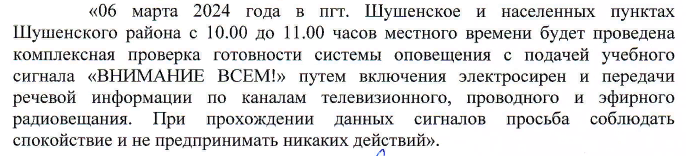 «06 марта 2024 года в пгт. Шушенское и населенных пунктах
Шушенского района с 10.00 до 11.00 часов местного времени будет проведена
комплексная проверка готовности системы оповещения с подачей учебного
сигнала «ВНИМАНИЕ ВСЕМ!» путем включения электросирен и передачи
речевой информации по каналам телевизионного, проводного и эфирного
радиовещания. При прохождении данных сигналов просьба соблюдать
спокойствие и не предпринимать никаких действий».